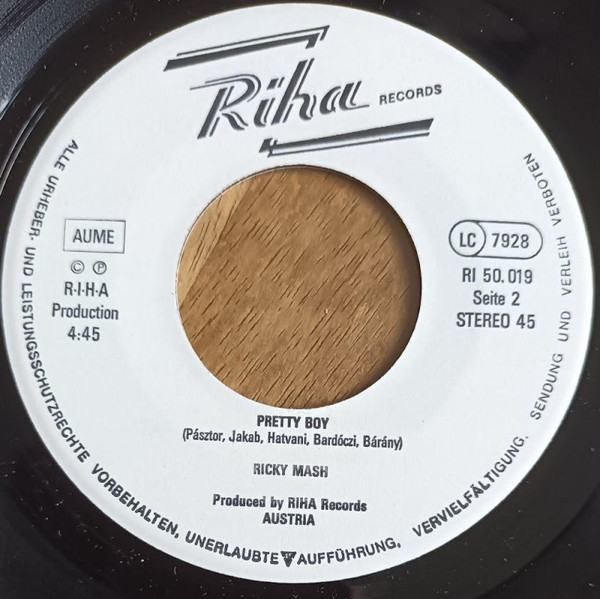 Riha RECORDS
AUME
© ℗
R·I·H·A
Production
4:45
LC 7928
RI 50.019
Seite 2
STEREO 45
PRETTY BOY
(Pásztor, Jakab, Hatvani, Bardóczi, Bárány)
RICKY MASH
Produced by RIHA Records
AUSTRIA
ALLE URHEBER- UND LEISTUNGSSCHUTZRECHTE VORBEHALTEN, UNERLAUBTE AUFFÜHRUNG, VERVIELFÄLTIGUNG, SENDUNG UND VERLEIH VERBOTEN